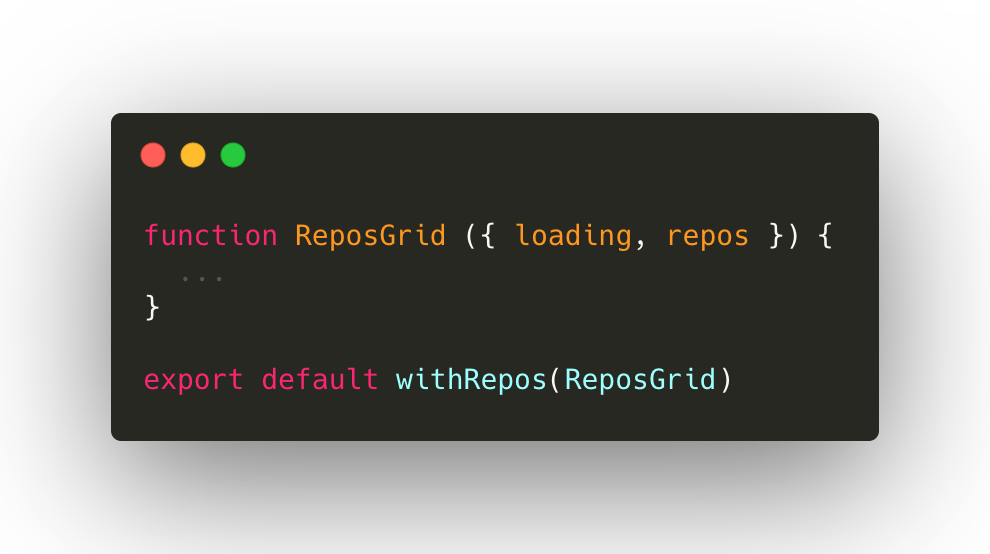 function ReposGrid ({ loading, repos }) {
  ...
}
export default withRepos(ReposGrid)